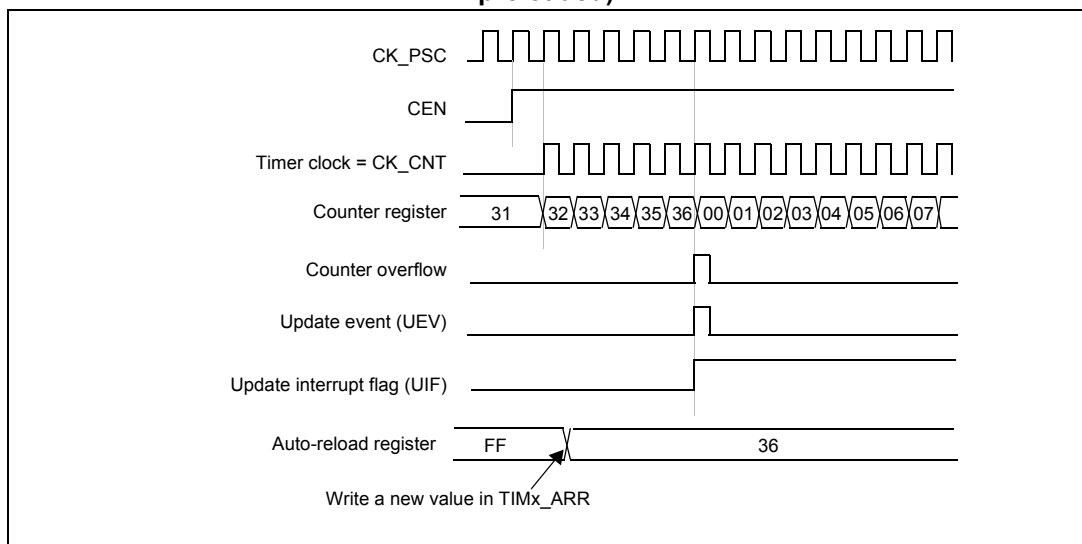 CK_PSC
CEN
Timer clock = CK_CNT
Counter register 31 32 33 34 35 36 00 01 02 03 04 05 06 07
Counter overflow
Update event (UEV)
Update interrupt flag (UIF)
Auto-reload register FF 36
Write a new value in TIMx_ARR